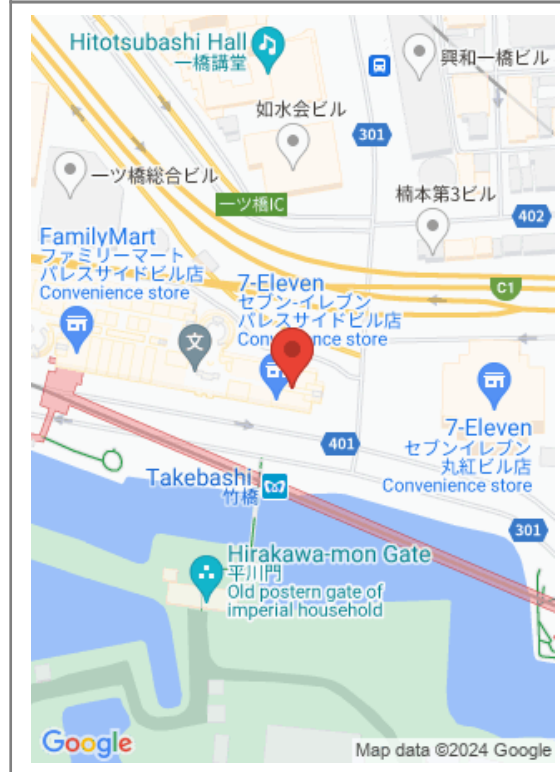 Hitotsubashi Hall
一橋講堂
興和一橋ビル
如水会ビル
301
一ツ橋総合ビル
一ツ橋IC
楠本第3ビル
402
FamilyMart
ファミリーマート
パレスサイドビル店
Convenience store
7-Eleven
セブン-イレブン
パレスサイドビル店
C1
文
7-Eleven
セブンイレブン
丸紅ビル店
Convenience store
401
Takebashi
竹橋
301
Hirakawa-mon Gate
平川門
Old postern gate of
imperial household
Google
Map data ©2024 Google